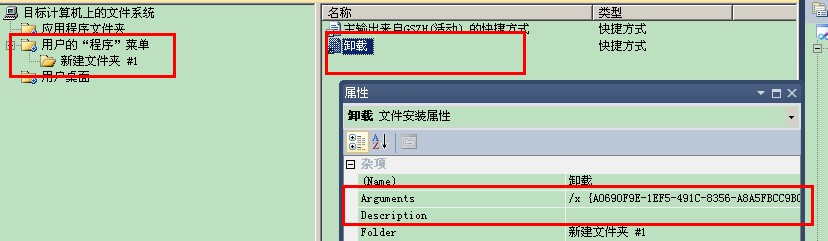 目标计算机上的文件系统
应用程序文件夹
用户的“程序”菜单
新建文件夹 #1
用户桌面
名称 类型
主输出来自GSZH(活动) 的快捷方式 快捷方式
卸载 快捷方式
属性
卸载 文件安装属性
杂项
(Name) 卸载
Arguments /x {A0690F9E-1EF5-491C-8356-A8A5FBCC9B0
Description
Folder 新建文件夹 #1